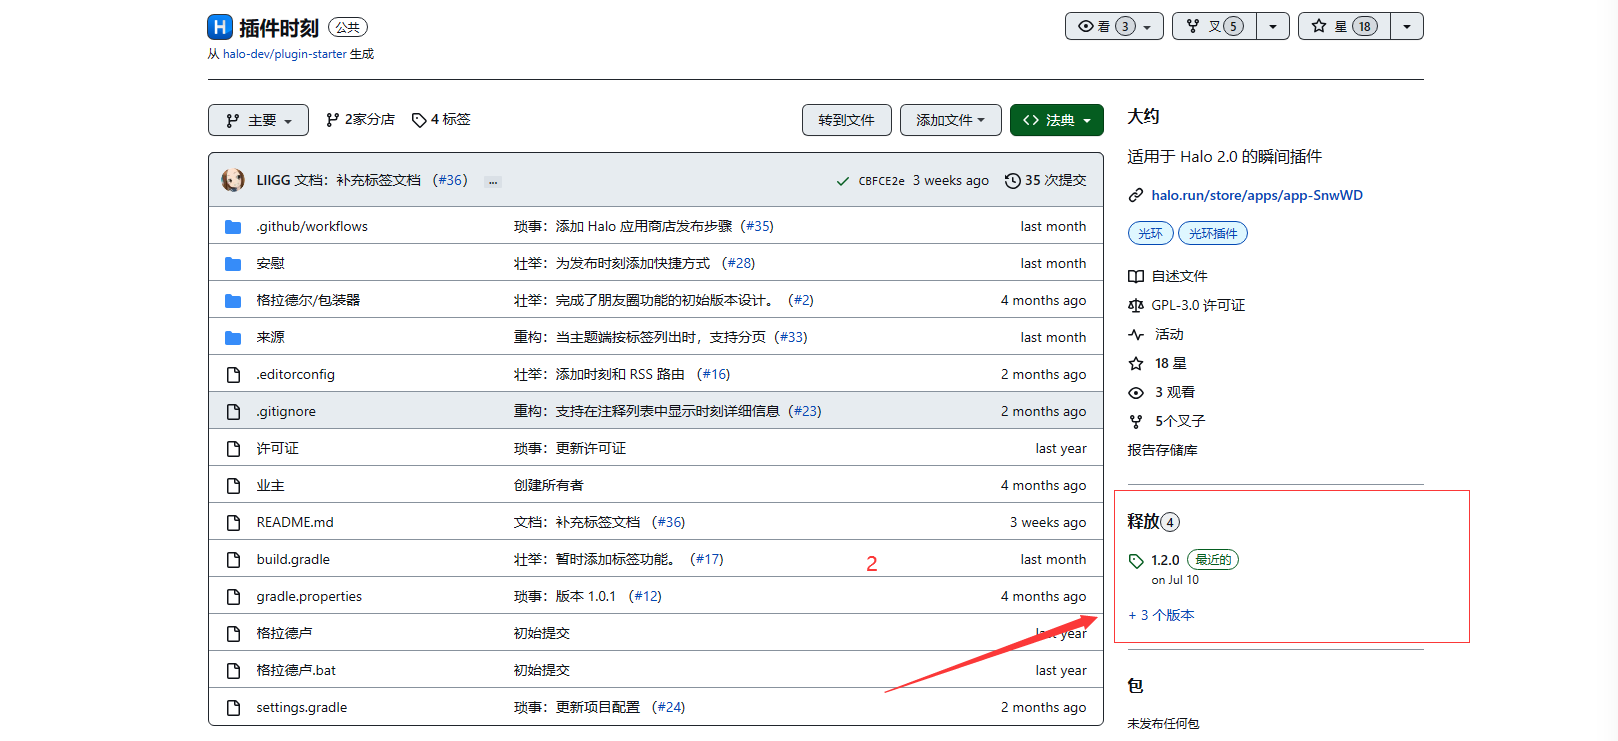 插件时刻 公共
看 3 叉 5 星 18
从 halo-dev/plugin-starter 生成
主要 2家分店 4 标签 转到文件 添加文件 法典
LIIGG 文档：补充标签文档 （#36） ... CBFCE2e 3 weeks ago 35 次提交
.github/workflows 琐事：添加 Halo 应用商店发布步骤（#35） last month
安慰 壮举：为发布时刻添加快捷方式 （#28） last month
格拉德尔/包装器 壮举：完成了朋友圈功能的初始版本设计。（#2） 4 months ago
来源 重构：当主题端按标签列出时，支持分页（#33） last month
.editorconfig 壮举：添加时刻和 RSS 路由 （#16） 2 months ago
.gitignore 重构：支持在注释列表中显示时刻详细信息（#23） 2 months ago
许可证 琐事：更新许可证 last year
业主 创建所有者 4 months ago
README.md 文档：补充标签文档 （#36） 3 weeks ago
build.gradle 壮举：暂时添加标签功能。（#17） last month
gradle.properties 琐事：版本 1.0.1 （#12） 4 months ago
格拉德卢 初始提交 last year
格拉德卢.bat 初始提交 last year
settings.gradle 琐事：更新项目配置 （#24） 2 months ago
2
大约
适用于 Halo 2.0 的瞬间插件
halo.run/store/apps/app-SnwWD
光环 光环插件
自述文件
GPL-3.0 许可证
活动
18 星
3 观看
5个叉子
报告存储库
释放 4
1.2.0 最近的
on Jul 10
+ 3 个版本
包
未发布任何包